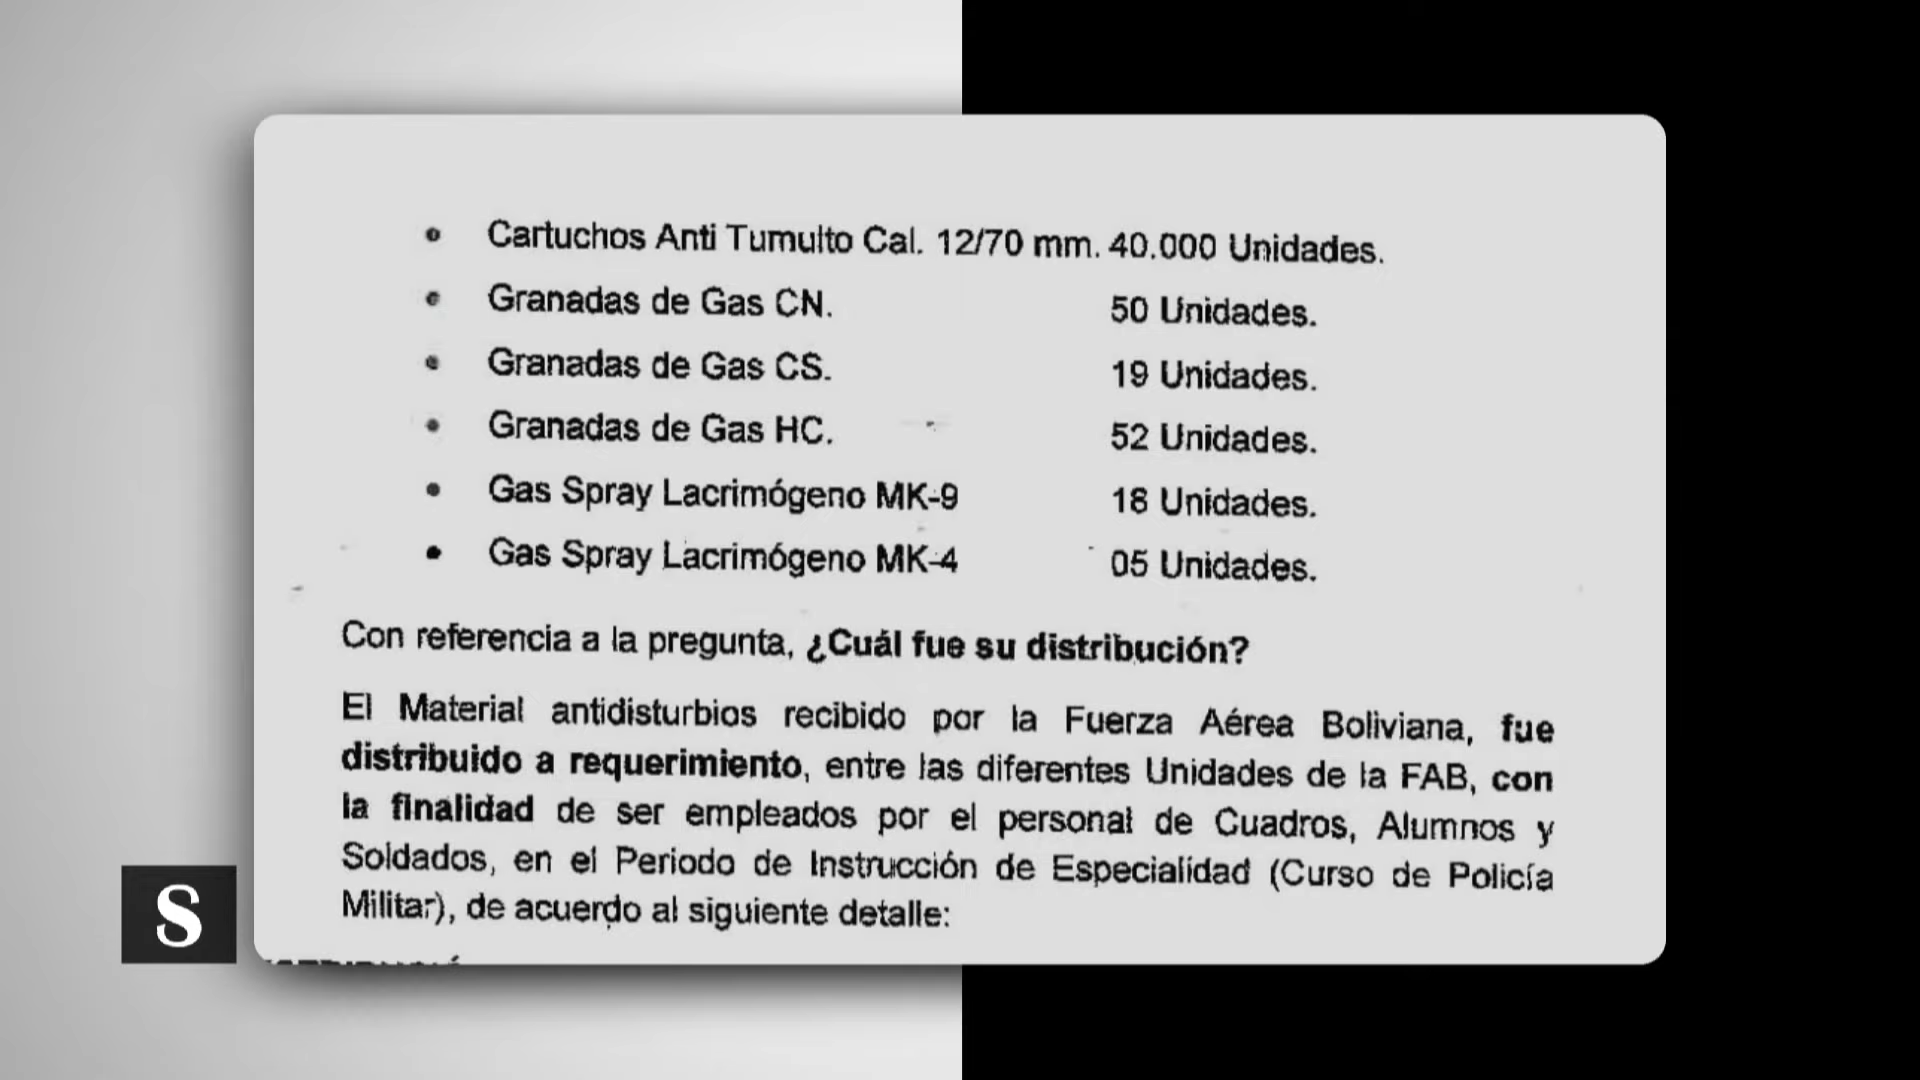 • Cartuchos Anti Tumulto Cal. 12/70 mm. 40.000 Unidades.
• Granadas de Gas CN. 50 Unidades.
• Granadas de Gas CS. 19 Unidades.
• Granadas de Gas HC. 52 Unidades.
• Gas Spray Lacrimógeno MK-9 18 Unidades.
• Gas Spray Lacrimógeno MK-4 05 Unidades.
Con referencia a la pregunta, ¿Cuál fue su distribución?
El Material antidisturbios recibido por la Fuerza Aérea Boliviana, fue
distribuido a requerimiento, entre las diferentes Unidades de la FAB, con
la finalidad de ser empleados por el personal de Cuadros, Alumnos y
Soldados, en el Periodo de Instrucción de Especialidad (Curso de Policía
Militar), de acuerdo al siguiente detalle:
S